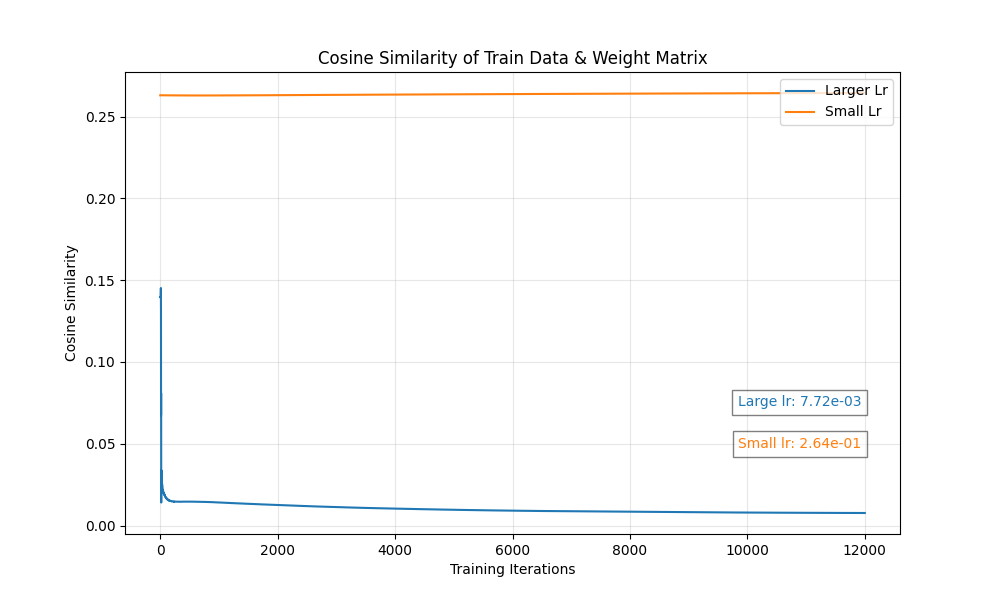 Cosine Similarity of Train Data & Weight Matrix
Larger Lr
Small Lr
0.25
0.20
0.15
0.10
0.05
0.00
Cosine Similarity
Large lr: 7.72e-03
Small lr: 2.64e-01
0
2000
4000
6000
8000
10000
12000
Training Iterations